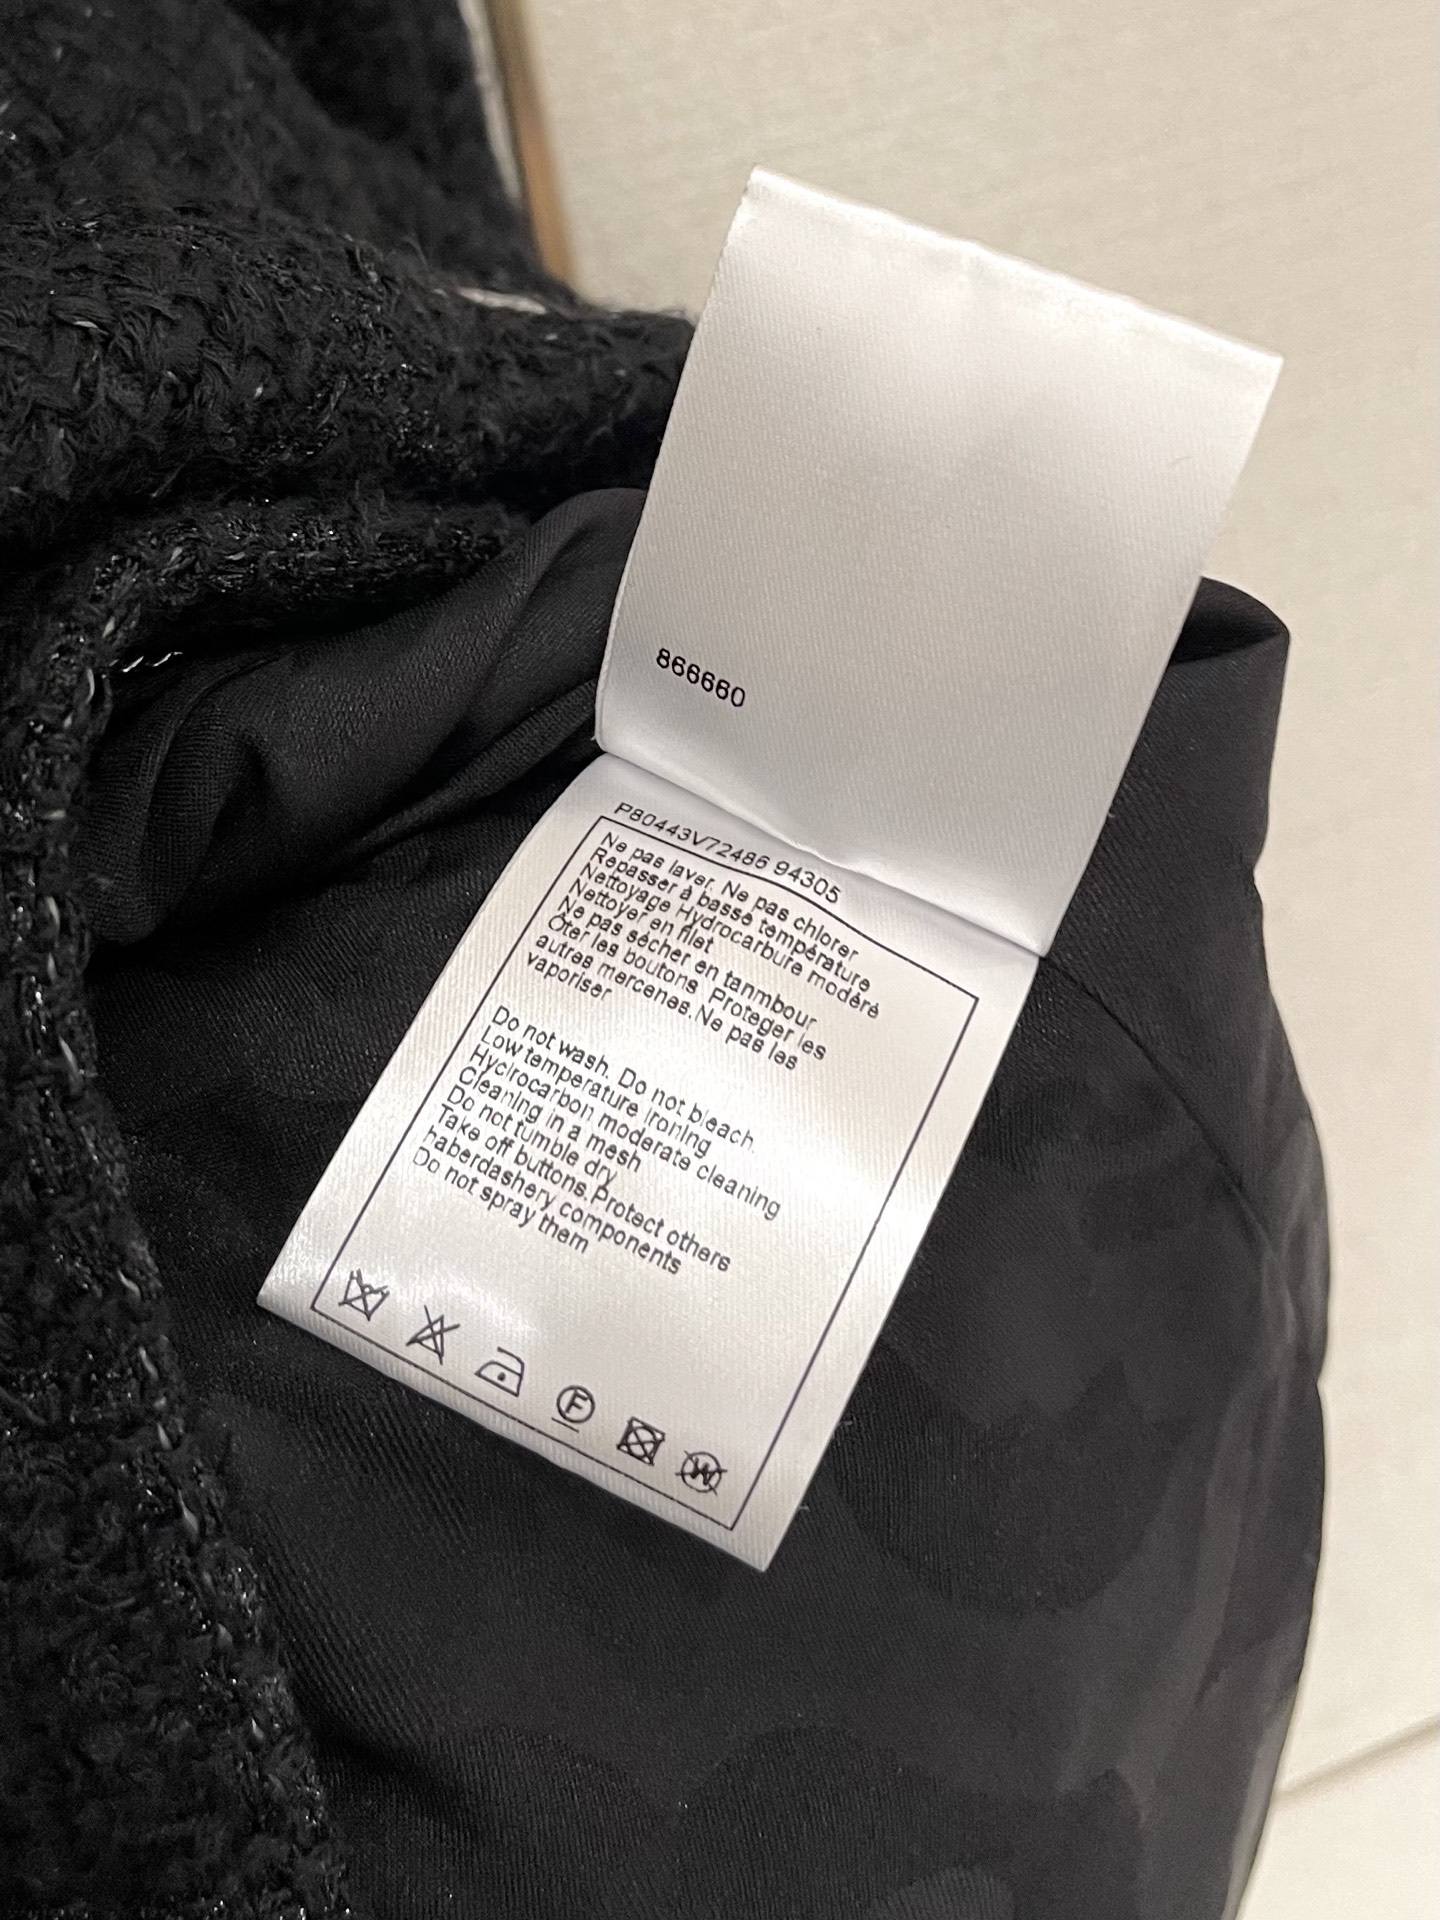 866660
P80443V72486 94305
Ne pas laver. Ne pas chlorer
Repasser à basse température
Nettoyage Hydrocarbure modéré
Nettoyer en filet
Ne pas sécher en tanmbour
Oter les boutons Proteger les
autres merceries.Ne pas les
vaporiser
Do not wash. Do not bleach.
Low temperature ironing
Hydrocarbon moderate cleaning
Cleaning in a mesh
Do not tumble dry
Take off buttons.Protect others
haberdashery components
Do not spray them
F
W